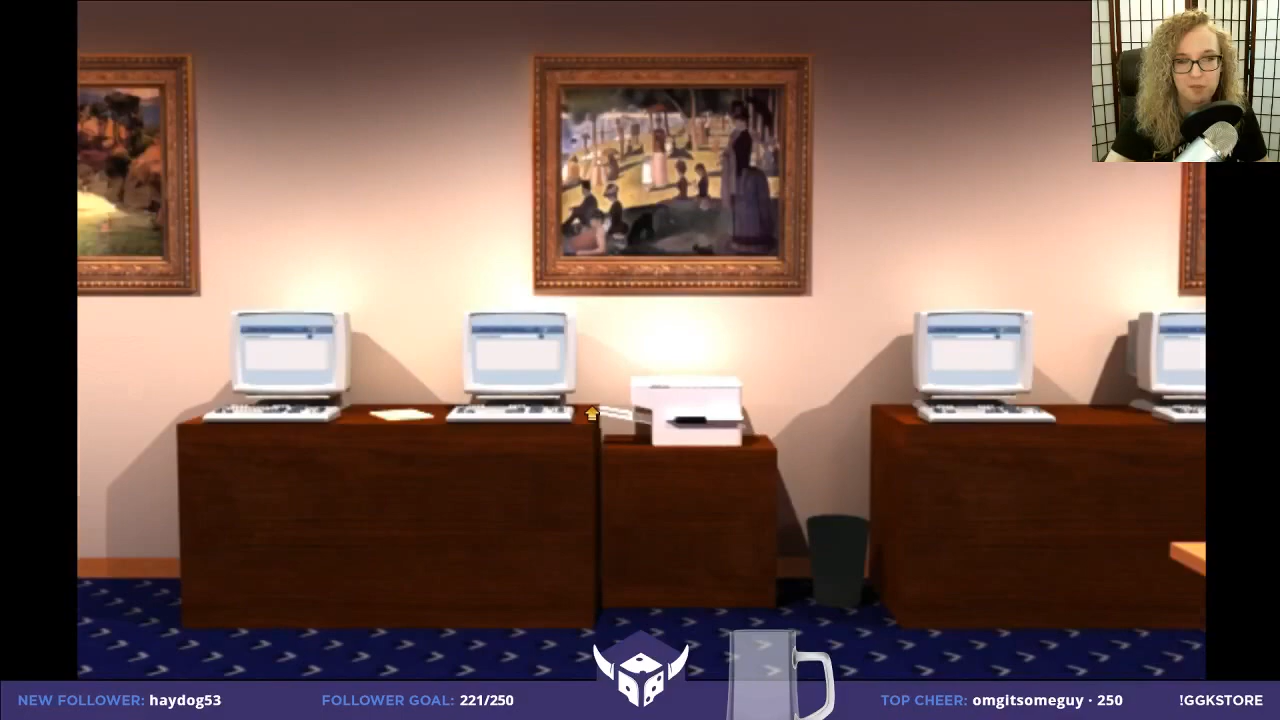 NEW FOLLOWER: haydog53
FOLLOWER GOAL: 221/250
TOP CHEER: omgitsomeguy · 250
!GGKSTORE